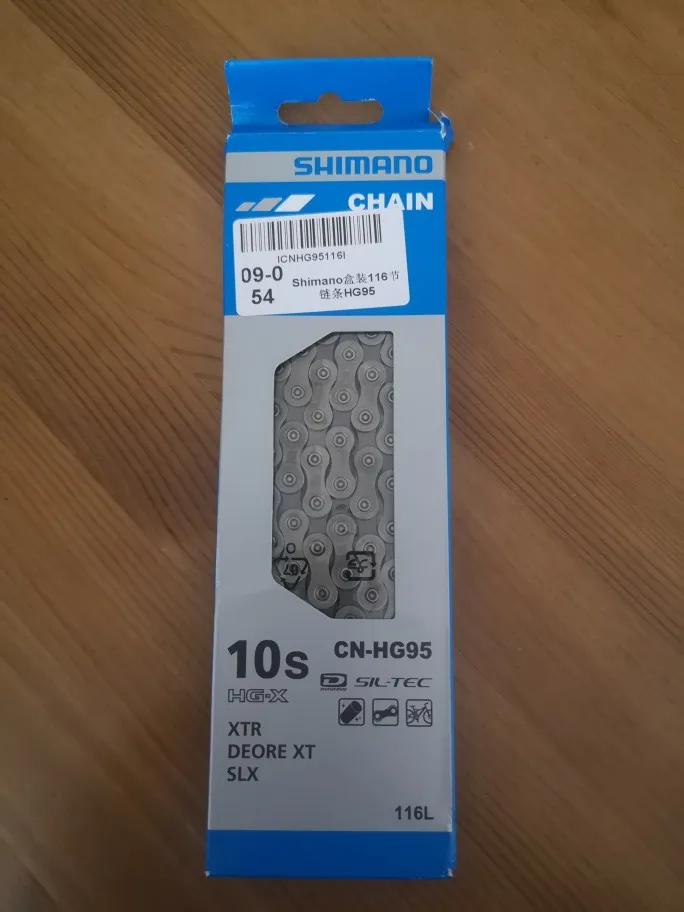 SHIMANO
CHAIN
ICNHG95116I
09-0
54
Shimano盒装116节
链条HG95
10s
CN-HG95
HG-X
SIL-TEC
XTR
DEORE XT
SLX
116L